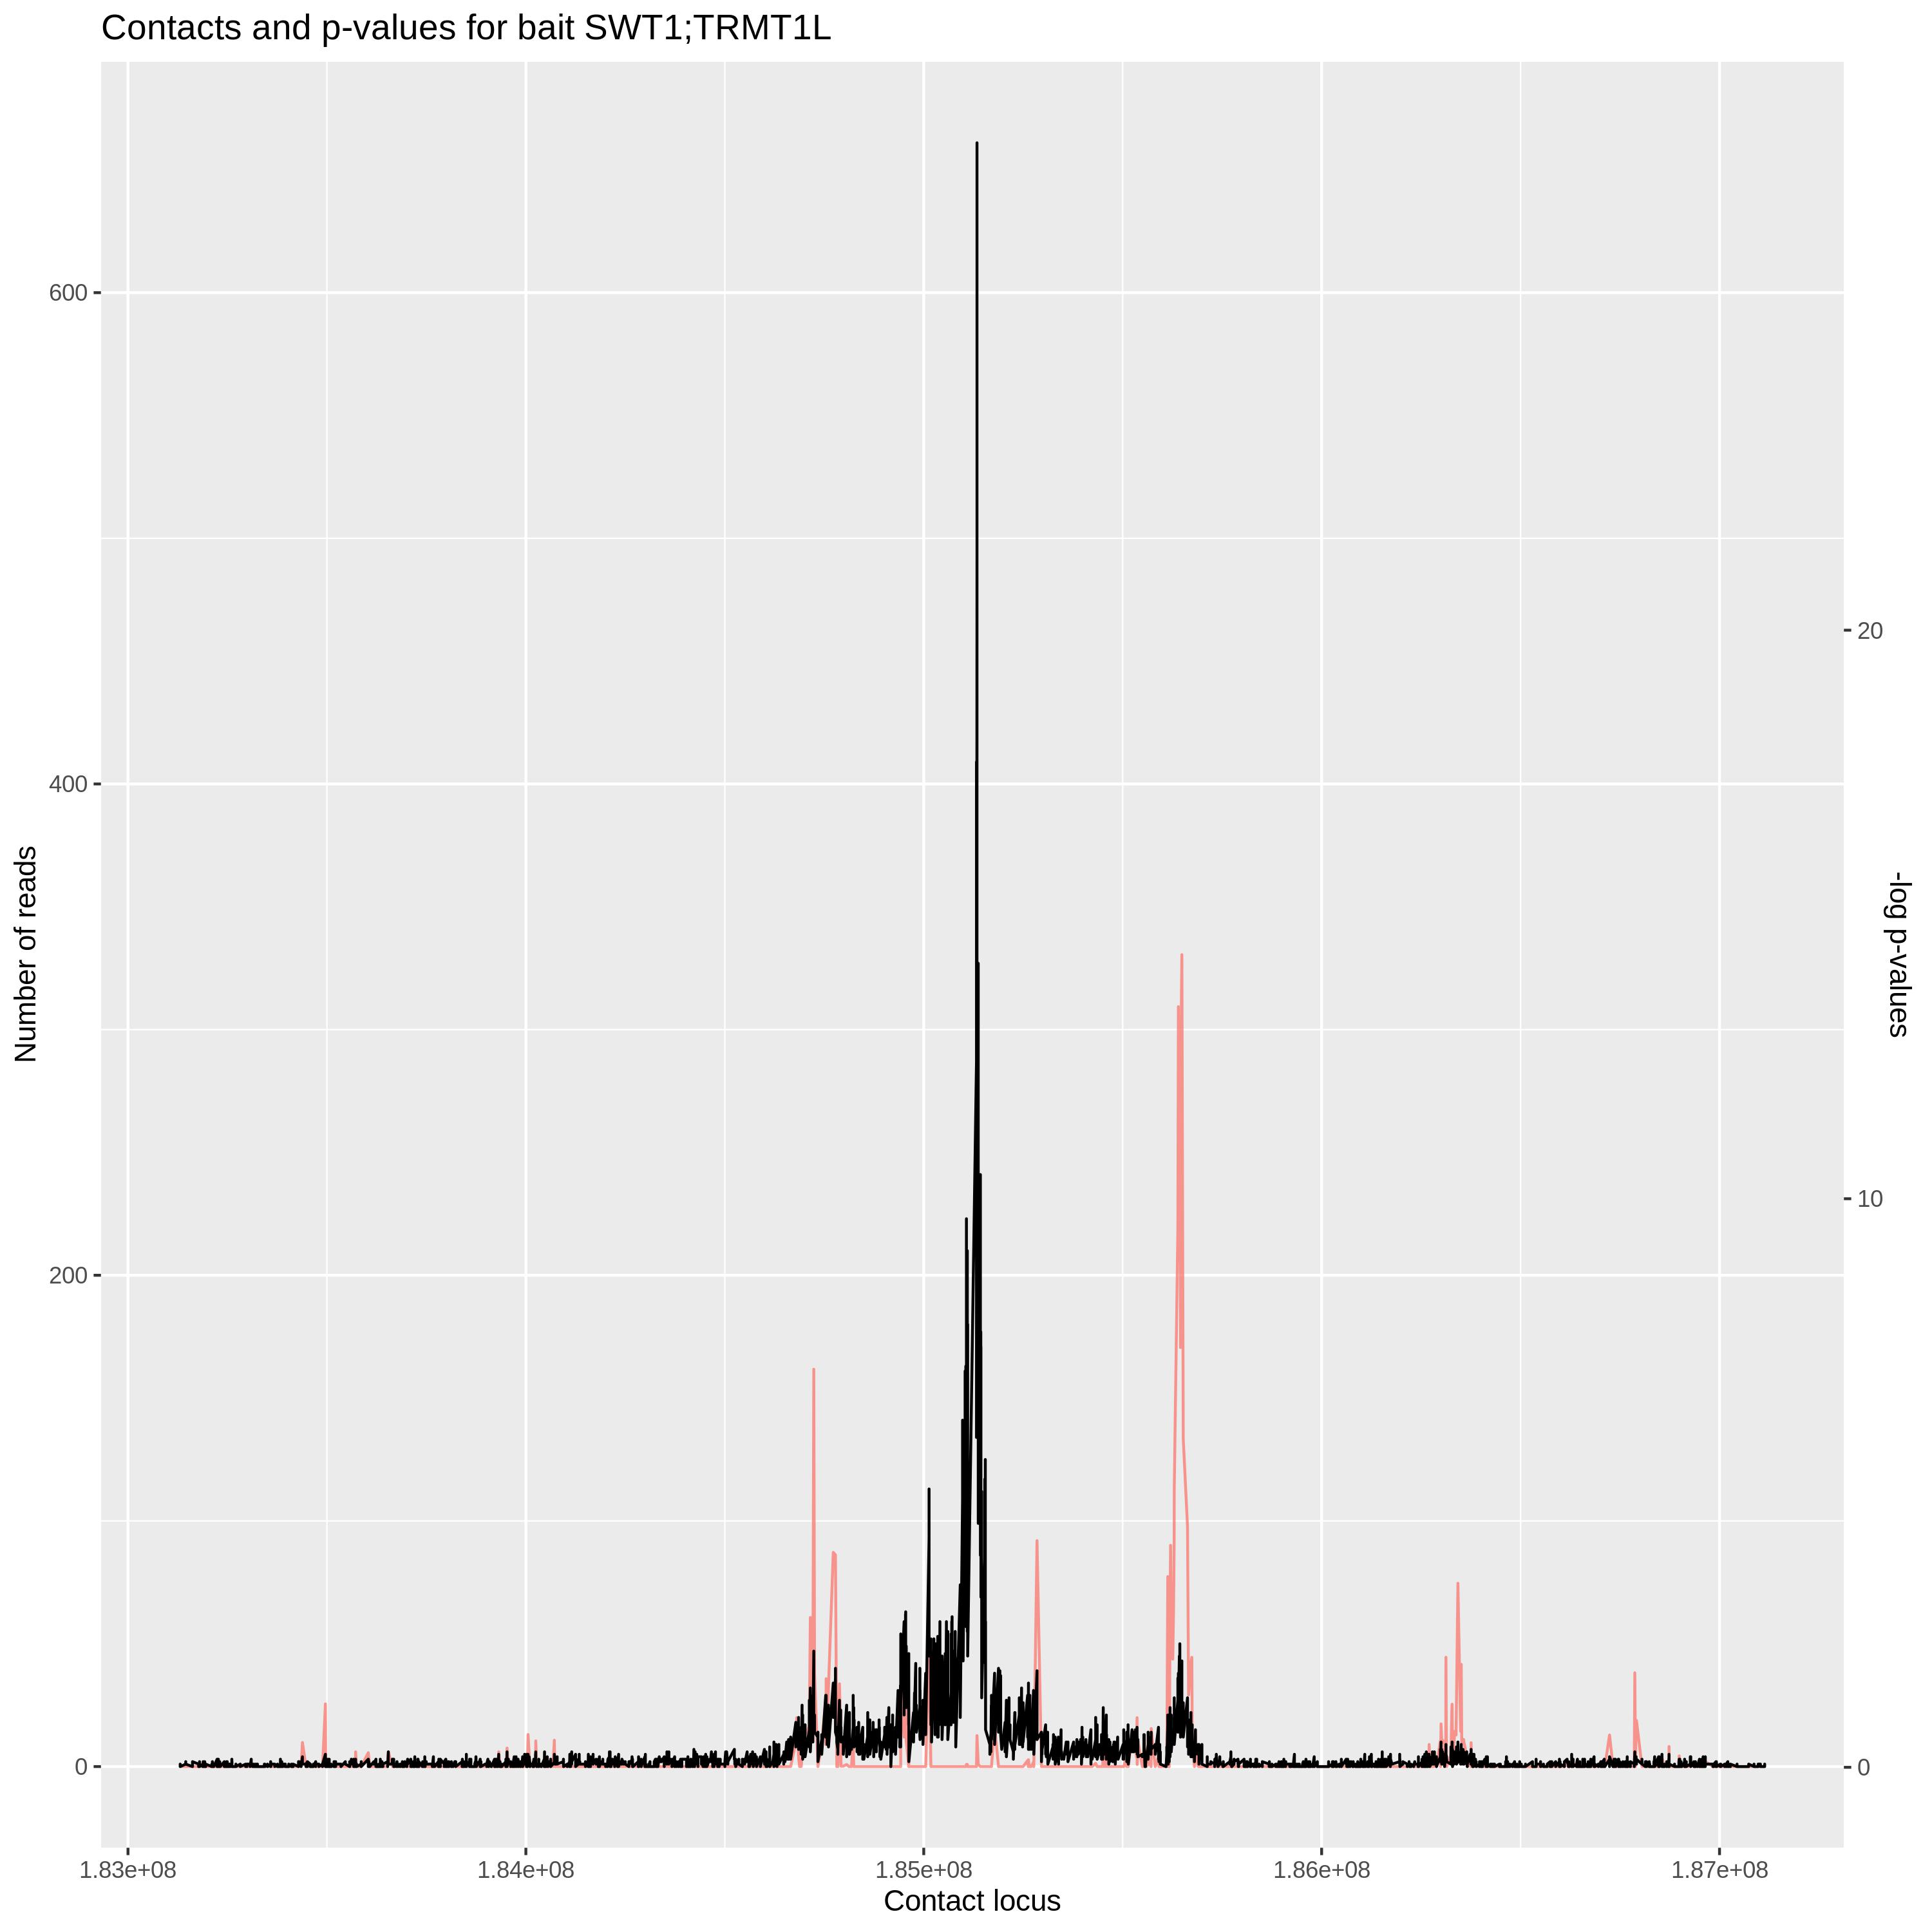 Contacts and p-values for bait SWT1;TRMT1L
600
400
200
0
Number of reads
20
10
0
-log p-values
1.83e+08
1.84e+08
1.85e+08
1.86e+08
1.87e+08
Contact locus